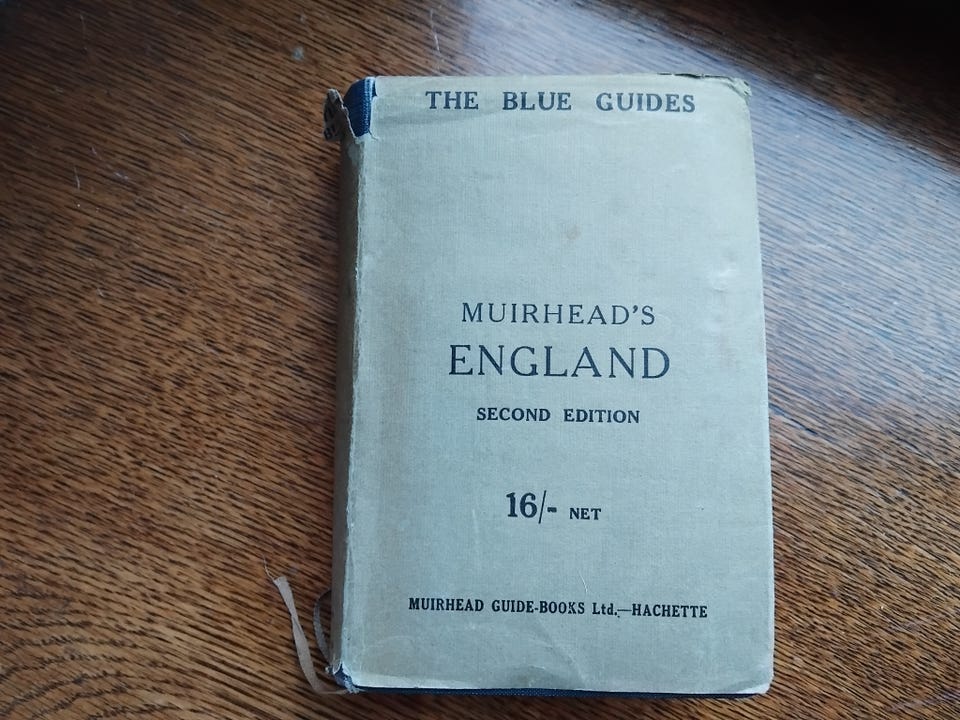 THE BLUE GUIDES
MUIRHEAD'S
ENGLAND
SECOND EDITION
16/- NET
MUIRHEAD GUIDE-BOOKS Ltd.—HACHETTE